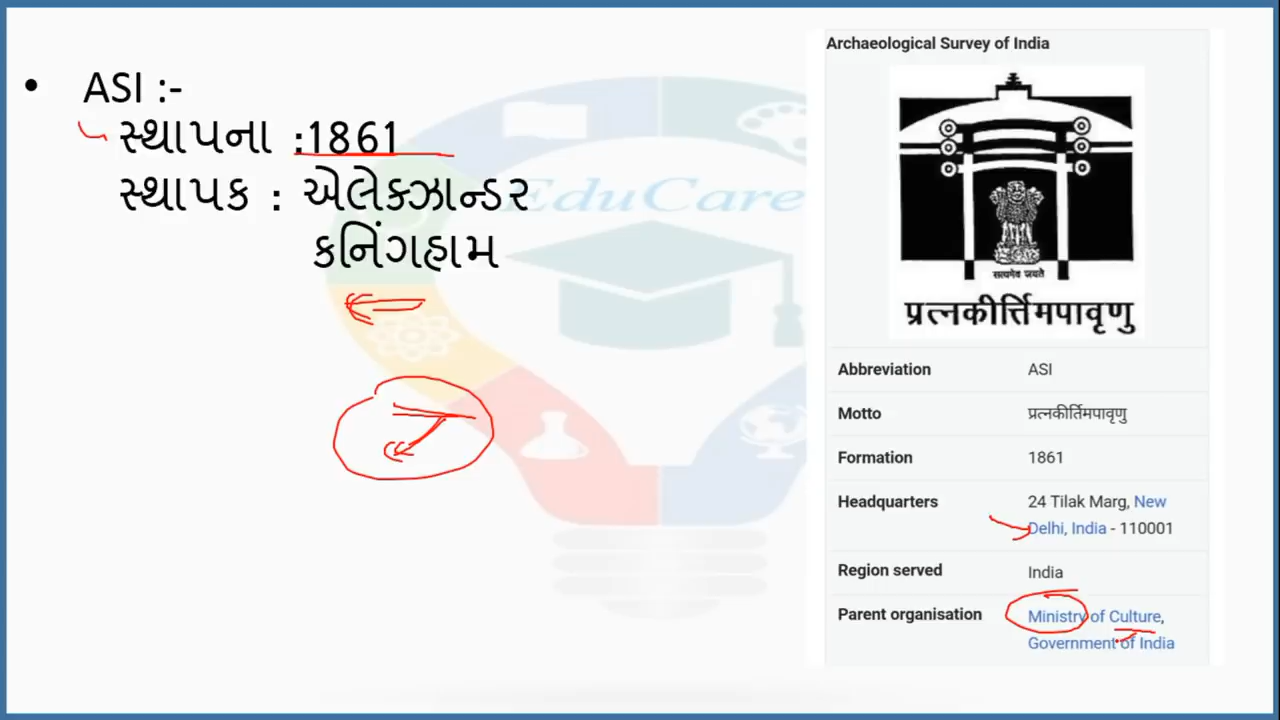 • ASI :-
સ્થાપના :1861
સ્થાપક : એલેક્ઝાન્ડર
કનિંગહામ
EduCare
Archaeological Survey of India
सत्यमेव जयते
प्रत्नकीर्त्तिमपावृणु
Abbreviation ASI
Motto प्रत्नकीर्तिमपावृणु
Formation 1861
Headquarters 24 Tilak Marg, New
Delhi, India - 110001
Region served India
Parent organisation Ministry of Culture,
Government of India